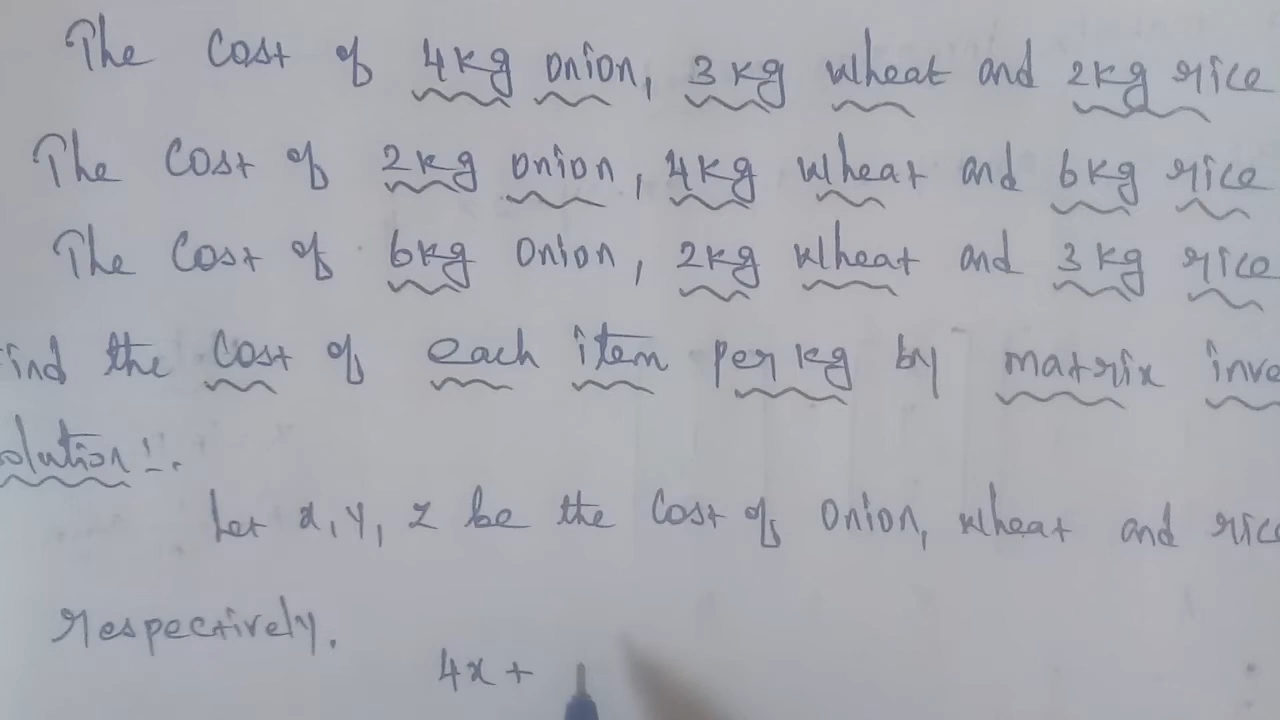 The cost of 4kg onion, 3 kg wheat and 2kg rice
The cost of 2kg onion, 4kg wheat and 6kg rice
The cost of 6kg onion, 2kg wheat and 3kg rice
ind the cost of each item per kg by matrix inve
olution :-
Let x, y, z be the cost of onion, wheat and ric
respectively.
4x +